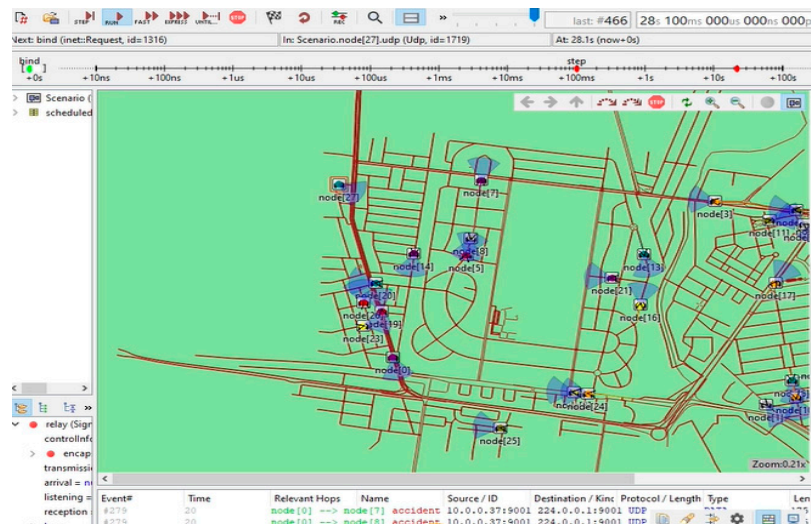 STEP RUN FAST EXPRESS UNTIL... STOP REC » last: #466 28s 100ms 000us 000ns 000
Next: bind (inet::Request, id=1316) In: Scenario.node[27].udp (Udp, id=1719) At: 28.1s (now+0s)
bind step
+0s +10ns +100ns +1us +10us +100us +1ms +10ms +100ms +1s +10s +100s
Scenario (
scheduled
STOP
node[27]
node[7]
node[3]
node[11]
node[8]
node[14]
node[5]
node[13]
node[21]
node[17]
node[20]
node[16]
node[19]
node[23]
node[0]
node[24]
node[25]
relay (Sign
controlInfo
encap
transmissi
arrival = n
listening =
reception =
Zoom:0.21x
Event# Time Relevant Hops Name Source / ID Destination / Kind Protocol / Length Type Len
#279 20 node[0] --> node[7] accident 10.0.0.37:9001 224.0.0.1:9001 UDP DATA
#279 20 node[0] --> node[8] accident 10.0.0.37:9001 224.0.0.1:9001 UDP